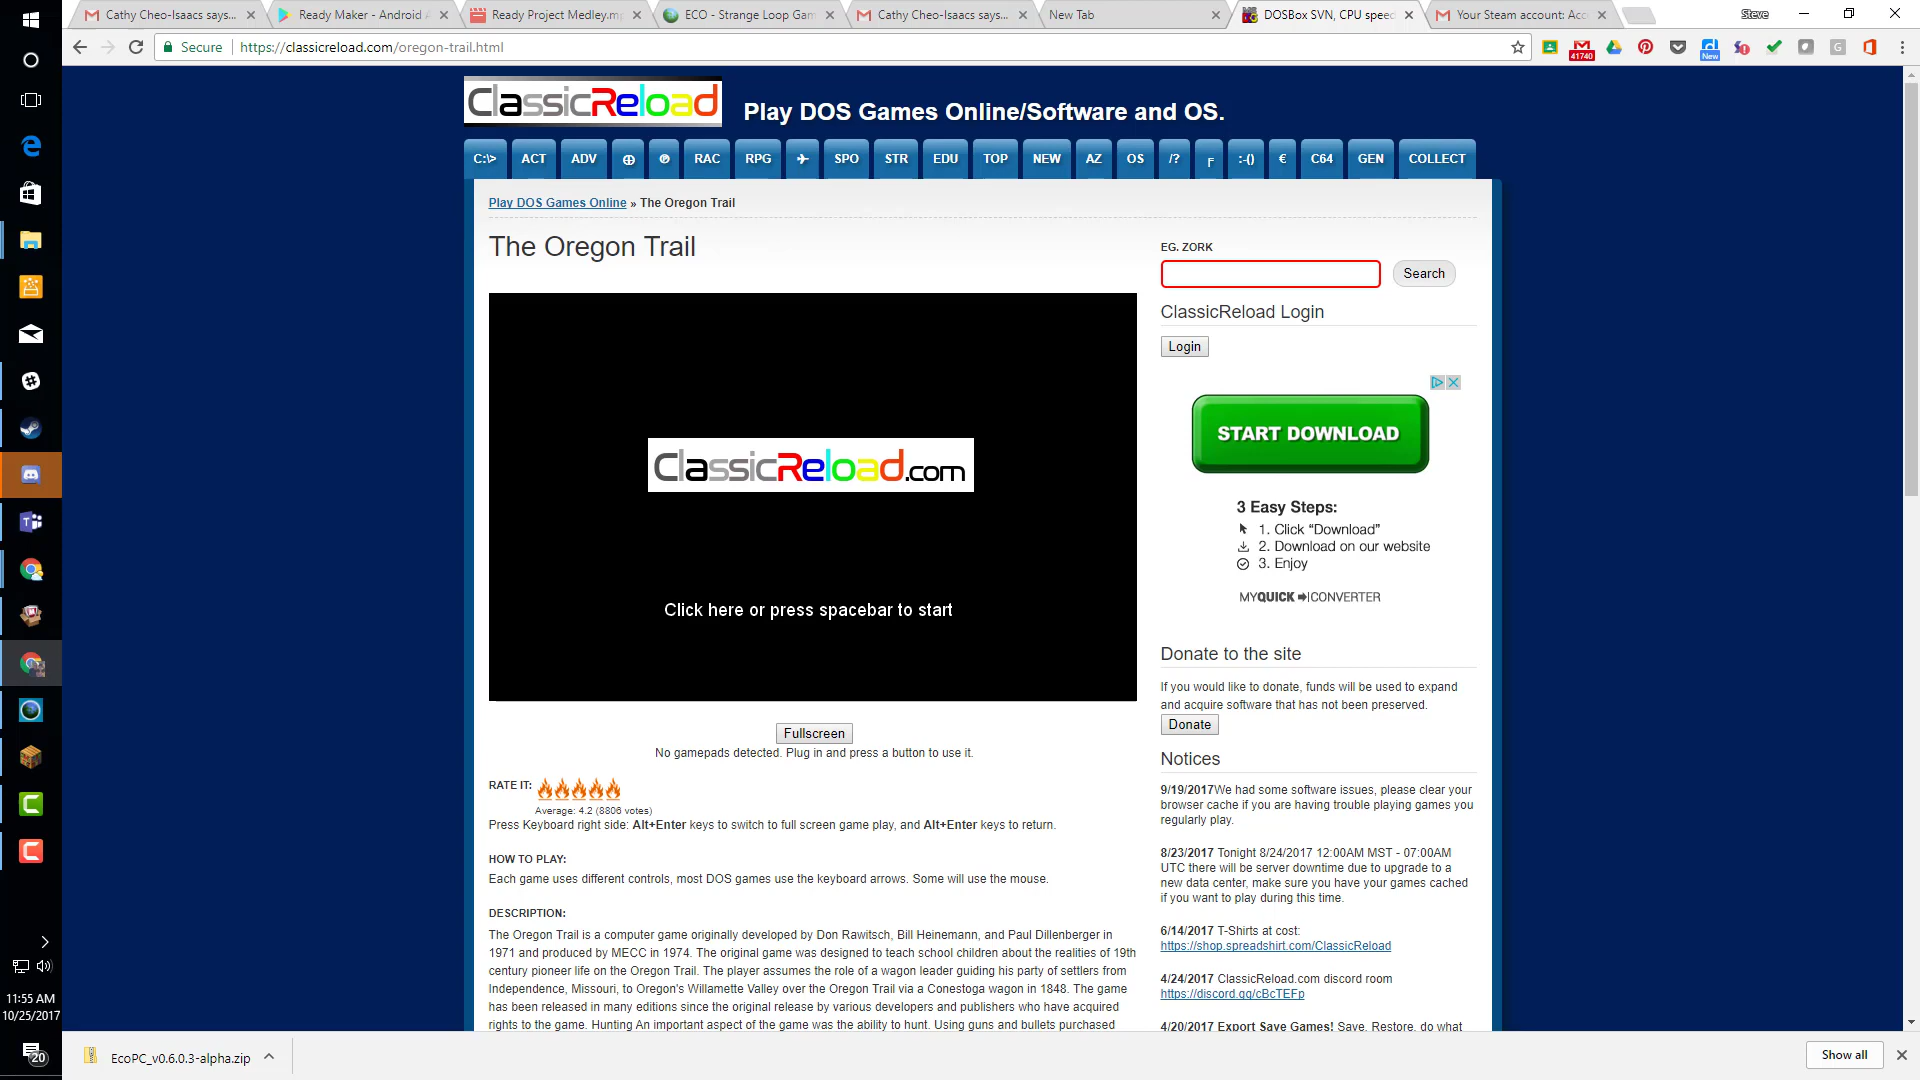 Cathy Cheo-Isaacs says...
Ready Maker - Android A
Ready Project Medley.m
ECO - Strange Loop Gam
Cathy Cheo-Isaacs says...
New Tab
DOSBox SVN, CPU speed
Your Steam account: Acc
Steve
Secure
https://classicreload.com/oregon-trail.html
41740
New
ClassicReload
Play DOS Games Online/Software and OS.
C:\> ACT ADV RAC RPG SPO STR EDU TOP NEW AZ OS /? :-() € C64 GEN COLLECT
Play DOS Games Online » The Oregon Trail
The Oregon Trail
ClassicReload.com
Click here or press spacebar to start
Fullscreen
No gamepads detected. Plug in and press a button to use it.
RATE IT:
Average: 4.2 (8806 votes)
Press Keyboard right side: Alt+Enter keys to switch to full screen game play, and Alt+Enter keys to return.
HOW TO PLAY:
Each game uses different controls, most DOS games use the keyboard arrows. Some will use the mouse.
DESCRIPTION:
The Oregon Trail is a computer game originally developed by Don Rawitsch, Bill Heinemann, and Paul Dillenberger in
1971 and produced by MECC in 1974. The original game was designed to teach school children about the realities of 19th
century pioneer life on the Oregon Trail. The player assumes the role of a wagon leader guiding his party of settlers from
Independence, Missouri, to Oregon's Willamette Valley over the Oregon Trail via a Conestoga wagon in 1848. The game
has been released in many editions since the original release by various developers and publishers who have acquired
rights to the game. Hunting An important aspect of the game was the ability to hunt. Using guns and bullets purchased
EG. ZORK
Search
ClassicReload Login
Login
START DOWNLOAD
3 Easy Steps:
1. Click “Download”
2. Download on our website
3. Enjoy
MYQUICK CONVERTER
Donate to the site
If you would like to donate, funds will be used to expand
and acquire software that has not been preserved.
Donate
Notices
9/19/2017We had some software issues, please clear your
browser cache if you are having trouble playing games you
regularly play.
8/23/2017 Tonight 8/24/2017 12:00AM MST - 07:00AM
UTC there will be server downtime due to upgrade to a
new data center, make sure you have your games cached
if you want to play during this time.
6/14/2017 T-Shirts at cost:
https://shop.spreadshirt.com/ClassicReload
4/24/2017 ClassicReload.com discord room
https://discord.gg/cBcTEFp
4/20/2017 Export Save Games! Save, Restore, do what
11:55 AM
10/25/2017
20
EcoPC_v0.6.0.3-alpha.zip
Show all